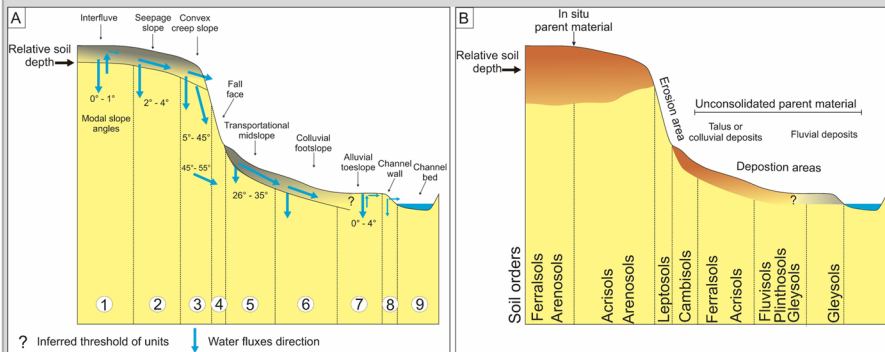 A
Interfluve
Seepage
slope
Convex
creep slope
Relative soil
depth
Fall
face
0° - 1°
2° - 4°
Modal slope
angles
5°- 45°
45°- 55°
Transportational
midslope
Colluvial
footslope
26° - 35°
Alluvial
toeslope
Channel
wall
Channel
bed
?
0° - 4°
1
2
3
4
5
6
7
8
9
? Inferred threshold of units
Water fluxes direction
B
In situ
parent material
Relative soil
depth
Erosion area
Unconsolidated parent material
Talus or
colluvial deposits
Fluvial deposits
Depostion areas
?
Soil orders
Ferralsols
Arenosols
Acrisols
Arenosols
Leptosols
Cambisols
Ferralsols
Acrisols
Fluvisols
Plinthosols
Gleysols
Gleysols